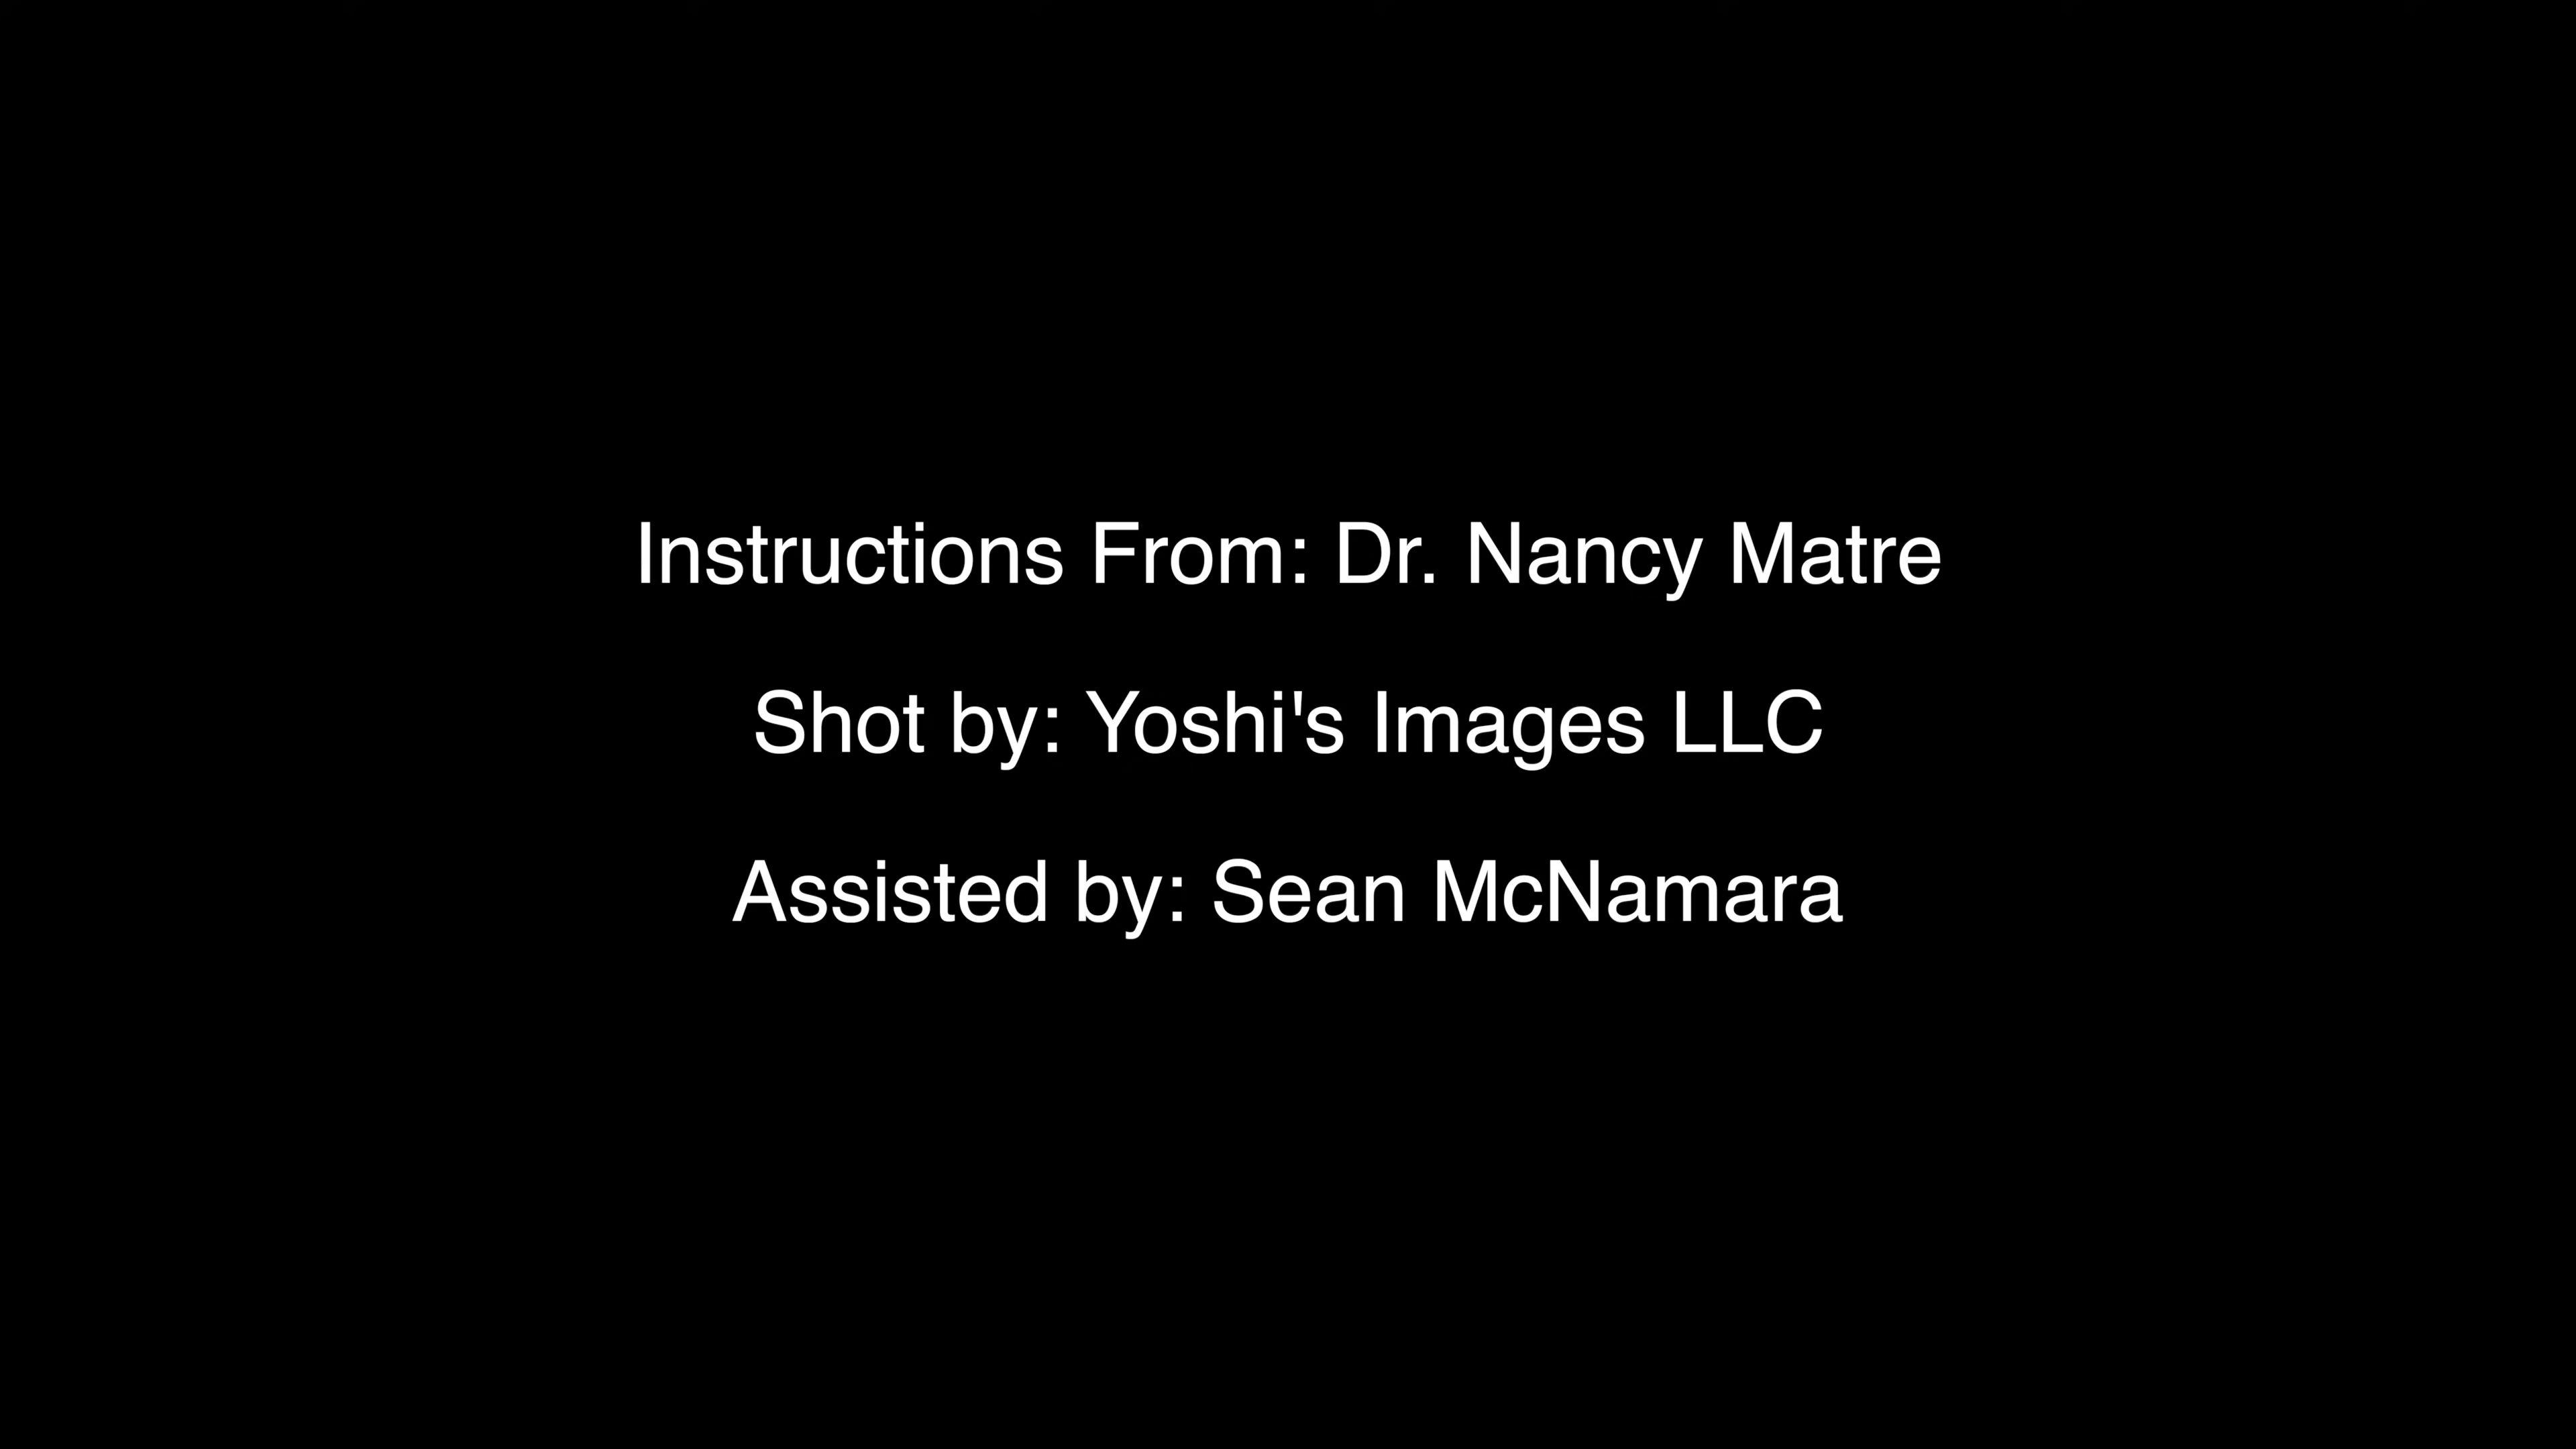 Instructions From: Dr. Nancy Matre
Shot by: Yoshi's Images LLC
Assisted by: Sean McNamara